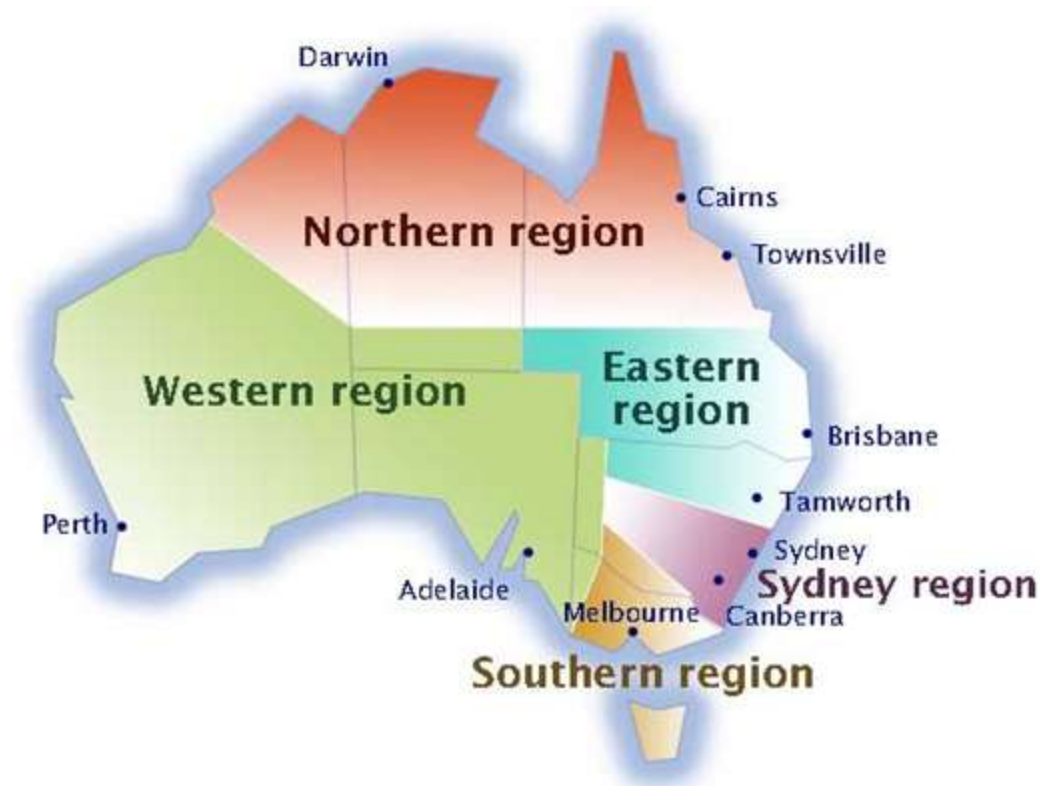 Darwin
Cairns
Northern region
Townsville
Eastern
region
Western region
Brisbane
Tamworth
Perth
Sydney
Adelaide
Sydney region
Melbourne
Canberra
Southern region